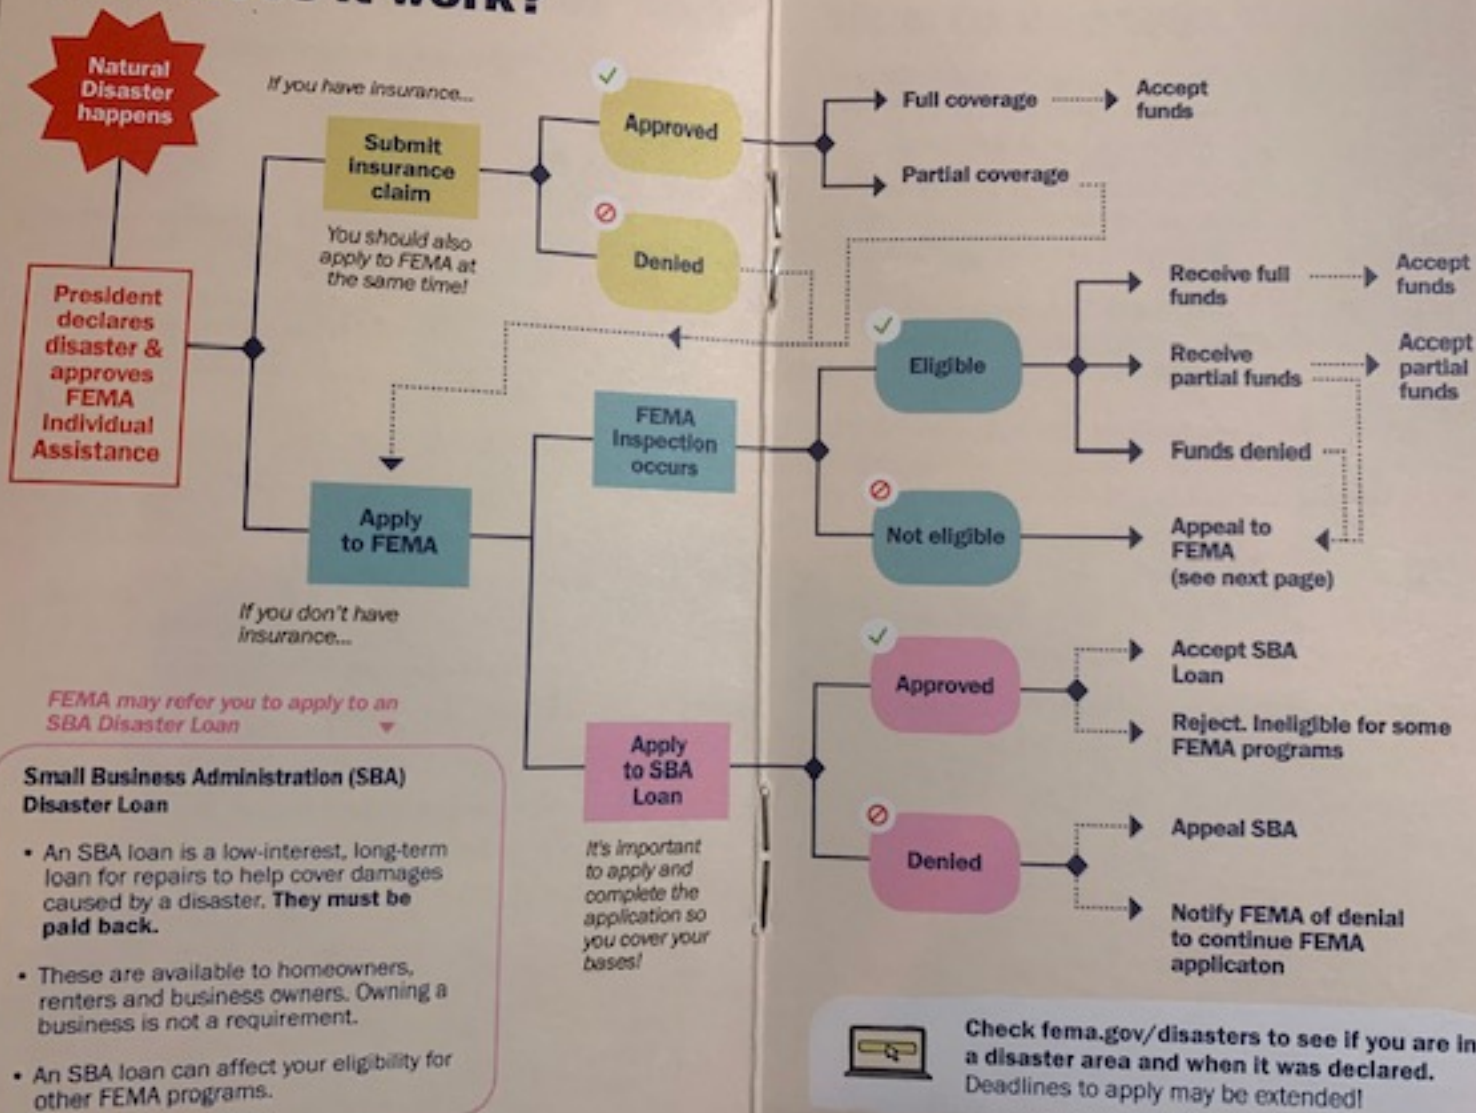 Natural
Disaster
happens
President
declares
disaster &
approves
FEMA
Individual
Assistance
If you have insurance...
Submit
insurance
claim
You should also
apply to FEMA at
the same time!
Approved
Denied
Full coverage
Accept
funds
Partial coverage
Apply
to FEMA
If you don't have
insurance...
FEMA
Inspection
occurs
Eligible
Not eligible
Receive full
funds
Accept
funds
Receive
partial funds
Accept
partial
funds
Funds denied
Appeal to
FEMA
(see next page)
FEMA may refer you to apply to an
SBA Disaster Loan
Small Business Administration (SBA)
Disaster Loan
• An SBA loan is a low-interest, long-term
loan for repairs to help cover damages
caused by a disaster. They must be
paid back.
• These are available to homeowners,
renters and business owners. Owning a
business is not a requirement.
• An SBA loan can affect your eligibility for
other FEMA programs.
Apply
to SBA
Loan
It's important
to apply and
complete the
application so
you cover your
bases!
Approved
Accept SBA
Loan
Reject. Ineligible for some
FEMA programs
Denied
Appeal SBA
Notify FEMA of denial
to continue FEMA
applicaton
Check fema.gov/disasters to see if you are in
a disaster area and when it was declared.
Deadlines to apply may be extended!